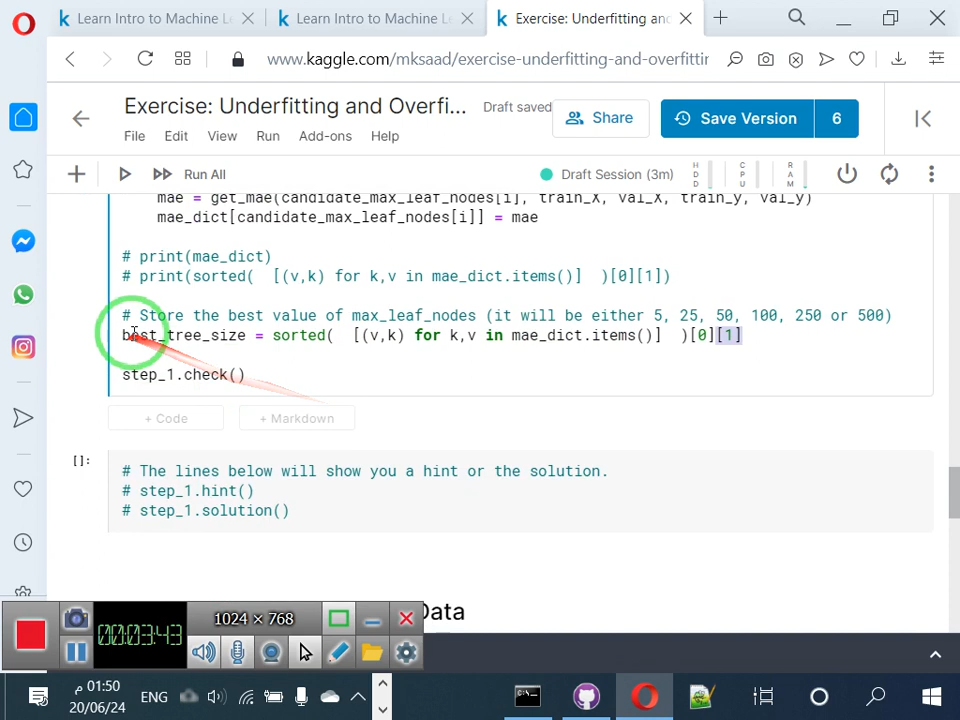 Learn Intro to Machine Le
Learn Intro to Machine Le
Exercise: Underfitting and
www.kaggle.com/mksaad/exercise-underfitting-and-overfittir
Exercise: Underfitting and Overfi...
Draft saved
Share
Save Version
6
File Edit View Run Add-ons Help
Run All
Draft Session (3m)
HDD
CPU
RAM
mae = get_mae(candidate_max_leaf_nodes[i], train_X, val_X, train_y, val_y)
mae_dict[candidate_max_leaf_nodes[i]] = mae
# print(mae_dict)
# print(sorted( [(v,k) for k,v in mae_dict.items()] )[0][1])
# Store the best value of max_leaf_nodes (it will be either 5, 25, 50, 100, 250 or 500)
best_tree_size = sorted( [(v,k) for k,v in mae_dict.items()] )[0][1]
step_1.check()
+ Code
+ Markdown
[]:
# The lines below will show you a hint or the solution.
# step_1.hint()
# step_1.solution()
Data
1024 × 768
00:03:43
01:50 م
20/06/24
ENG